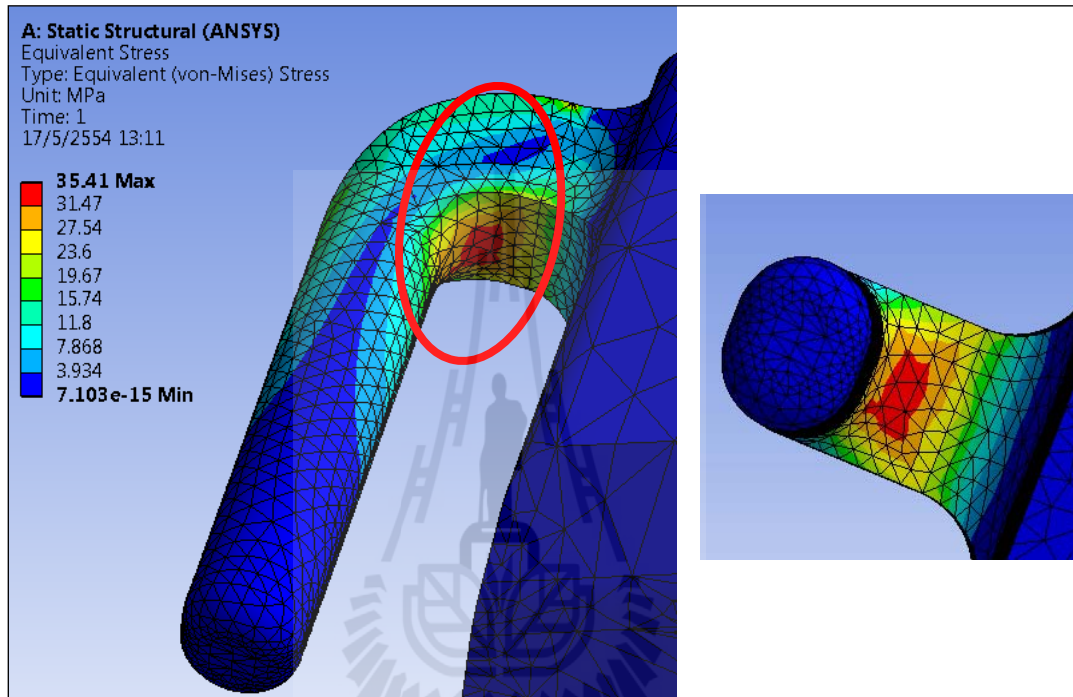 A: Static Structural (ANSYS)
Equivalent Stress
Type: Equivalent (von-Mises) Stress
Unit: MPa
Time: 1
17/5/2554 13:11
35.41 Max
31.47
27.54
23.6
19.67
15.74
11.8
7.868
3.934
7.103e-15 Min